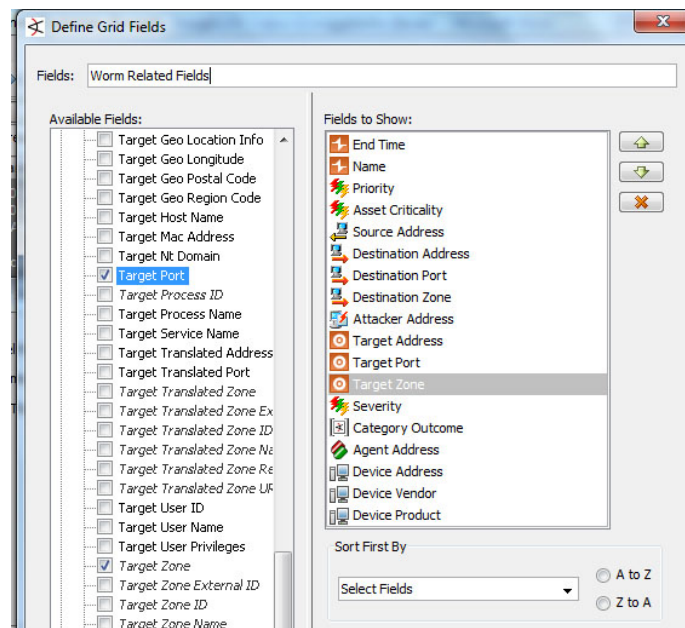 Define Grid Fields
Fields: Worm Related Fields
Available Fields:
Target Geo Location Info
Target Geo Longitude
Target Geo Postal Code
Target Geo Region Code
Target Host Name
Target Mac Address
Target Nt Domain
Target Port
Target Process ID
Target Process Name
Target Service Name
Target Translated Address
Target Translated Port
Target Translated Zone
Target Translated Zone Ex
Target Translated Zone ID
Target Translated Zone Na
Target Translated Zone Re
Target Translated Zone UR
Target User ID
Target User Name
Target User Privileges
Target Zone
Target Zone External ID
Target Zone ID
Target Zone Name
Fields to Show:
End Time
Name
Priority
Asset Criticality
Source Address
Destination Address
Destination Port
Destination Zone
Attacker Address
Target Address
Target Port
Target Zone
Severity
Category Outcome
Agent Address
Device Address
Device Vendor
Device Product
Sort First By
Select Fields
A to Z
Z to A